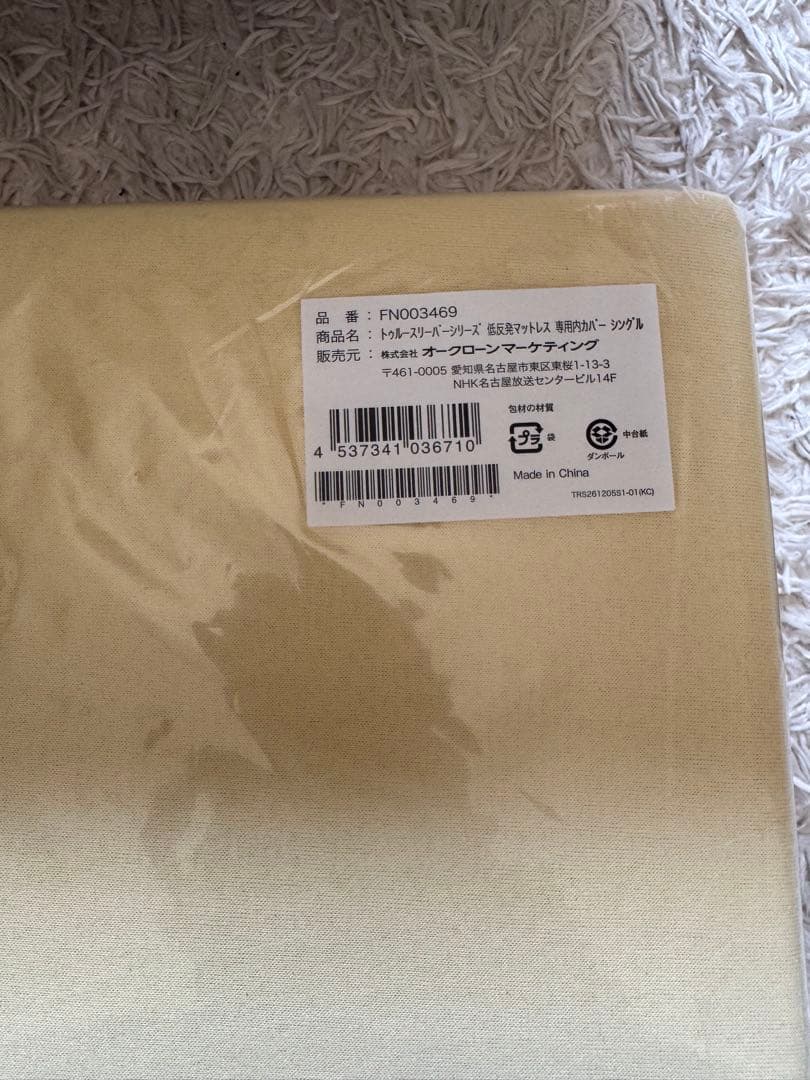 品 番 : FN003469
商品名 : ﾄｩﾙｰｽﾘｰﾊﾟｰｼﾘｰｽﾞ 低反発マットレス 専用内ｶﾊﾞｰ ｼﾝｸﾞﾙ
販売元 : 株式会社 オークローンマーケティング
〒461-0005 愛知県名古屋市東区東桜1-13-3
NHK名古屋放送センタービル14F
包材の材質
プラ 袋
中台紙
ダンボール
4 537341 036710
Made in China
*FN003469*
TRS261205S1-01(KC)